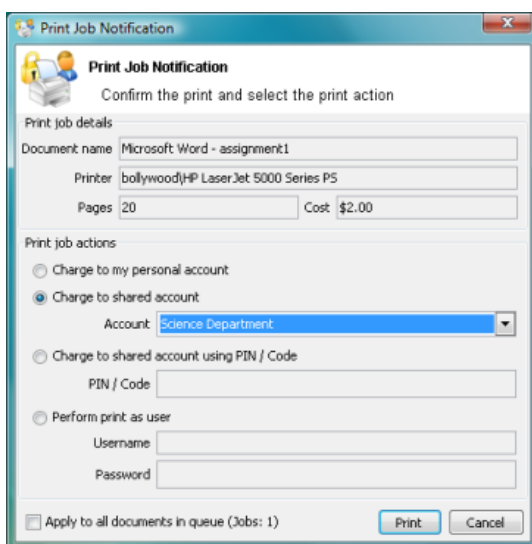 Print Job Notification
Print Job Notification
Confirm the print and select the print action
Print job details
Document name Microsoft Word - assignment1
Printer bollywood\HP LaserJet 5000 Series PS
Pages 20 Cost $2.00
Print job actions
Charge to my personal account
Charge to shared account
Account Science Department
Charge to shared account using PIN / Code
PIN / Code
Perform print as user
Username
Password
Apply to all documents in queue (Jobs: 1) Print Cancel